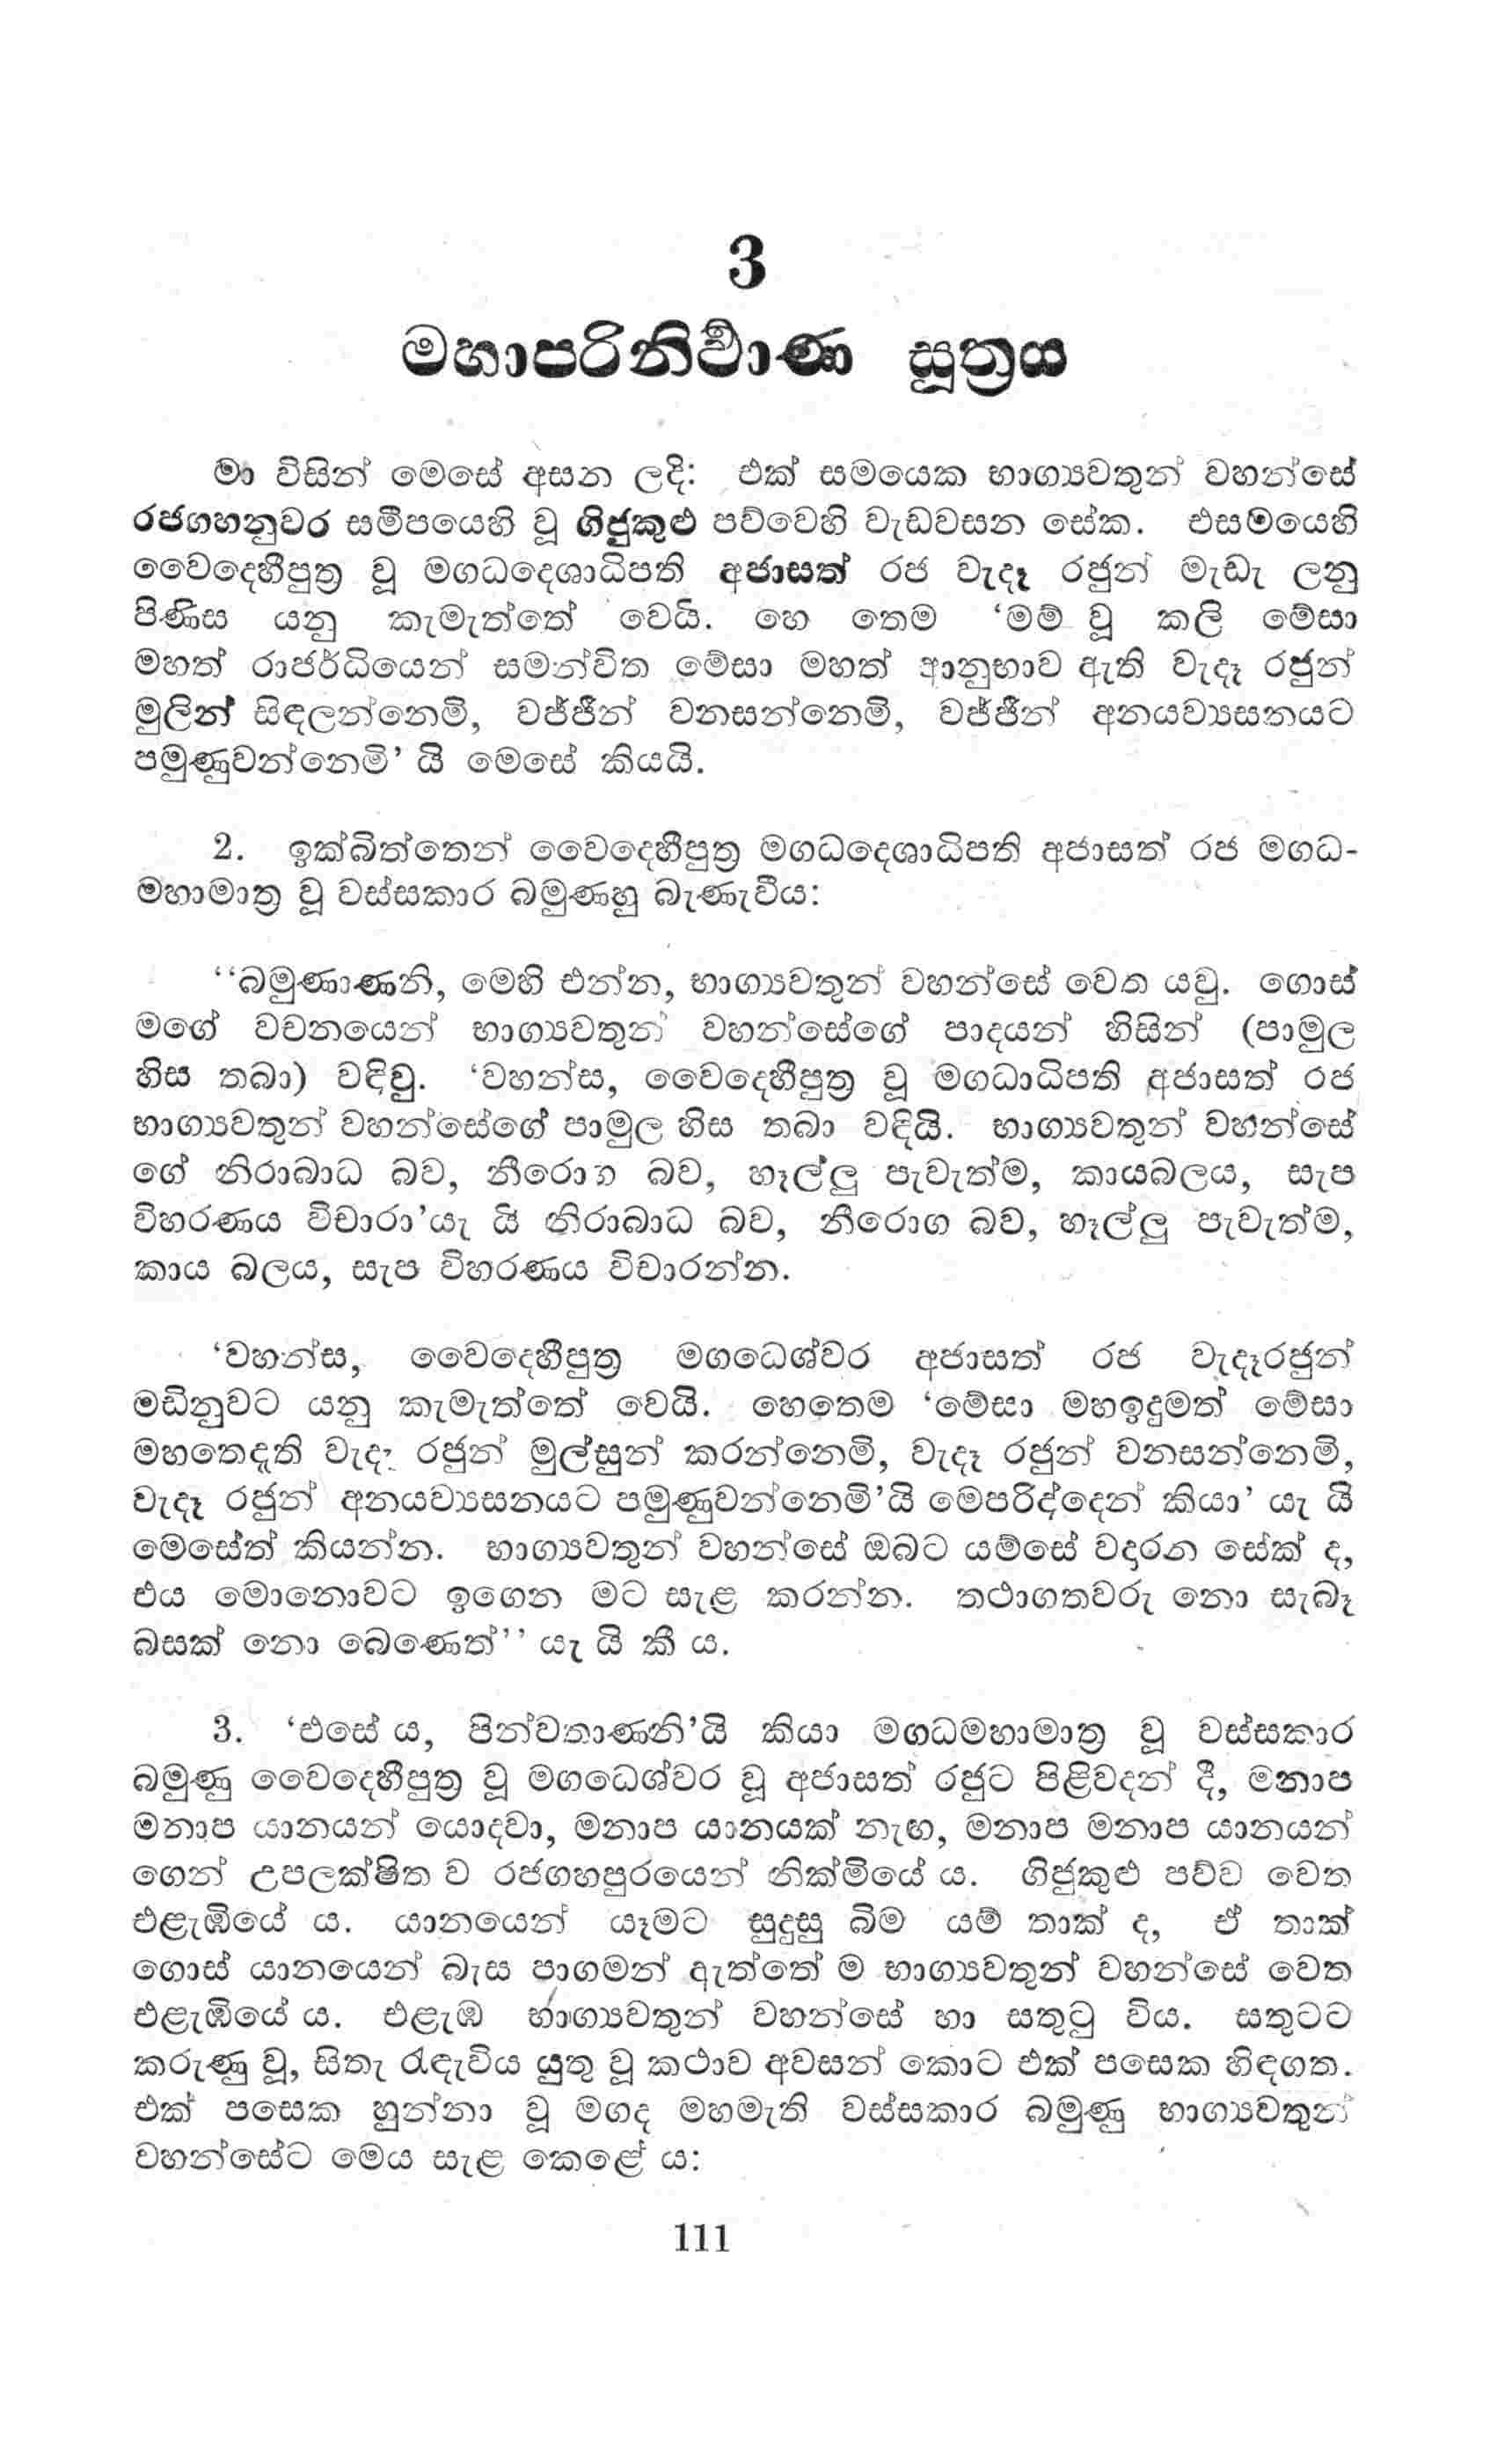 3
මහාපරිනිර්‍වාණ සූත්‍රය
මා විසින් මෙසේ අසන ලදි: එක් සමයෙක භාග්‍යවතුන් වහන්සේ
රජගහනුවර සමීපයෙහි වූ ගිජුකුළු පව්වෙහි වැඩවසන සේක. එසමයෙහි
වෛදෙහීපුත්‍ර වූ මගධදෙශාධිපති අජාසත් රජ වැදෑ රජුන් මැඩැ ලනු
පිණිස යනු කැමැත්තේ වෙයි. හෙ තෙම ‘මම් වූ කලි මේසා
මහත් රාජර්ධියෙන් සමන්විත මේසා මහත් ආනුභාව ඇති වැදෑ රජුන්
මුලින් සිඳලන්නෙමි, වජ්ජීන් වනසන්නෙමි, වජ්ජීන් අනයව්‍යසනයට
පමුණුවන්නෙමි’ යි මෙසේ කියයි.
2. ඉක්බිත්තෙන් වෛදෙහීපුත්‍ර මගධදෙශාධිපති අජාසත් රජ මගධ-
මහාමාත්‍ර වූ වස්සකාර බමුණහු බැණැවීය:
‘‘බමුණාණනි, මෙහි එන්න, භාග්‍යවතුන් වහන්සේ වෙත යවු. ගොස්
මගේ වචනයෙන් භාග්‍යවතුන් වහන්සේගේ පාදයන් හිසින් (පාමුල
හිස තබා) වඳිවු. ‘වහන්ස, වෛදෙහීපුත්‍ර වූ මගධාධිපති අජාසත් රජ
භාග්‍යවතුන් වහන්සේගේ පාමුල හිස තබා වඳියි. භාග්‍යවතුන් වහන්සේ
ගේ නිරාබාධ බව, නීරොග බව, හෑල්ලු පැවැත්ම, කායබලය, සැප
විහරණය විචාරා’යැ යි නිරාබාධ බව, නීරොග බව, හෑල්ලු පැවැත්ම,
කාය බලය, සැප විහරණය විචාරන්න.
‘වහන්ස, වෛදෙහීපුත්‍ර මගධෙශ්වර අජාසත් රජ වැදෑරජුන්
මඩිනුවට යනු කැමැත්තේ වෙයි. හෙතෙම ‘මේසා මහඉදුමත් මේසා
මහතෙදැති වැදෑ රජුන් මුල්සුන් කරන්නෙමි, වැදෑ රජුන් වනසන්නෙමි,
වැදෑ රජුන් අනයව්‍යසනයට පමුණුවන්නෙමි’යි මෙපරිද්දෙන් කියා’ යැ යි
මෙසේත් කියන්න. භාග්‍යවතුන් වහන්සේ ඔබට යම්සේ වදාරන සේක් ද,
එය මොනොවට ඉගෙන මට සැළ කරන්න. තථාගතවරු නො සැබෑ
බසක් නො බෙණෙත්’’ යැ යි කී ය.
3. ‘එසේ ය, පින්වතාණනි’යි කියා මගධමහාමාත්‍ර වූ වස්සකාර
බමුණු වෛදෙහීපුත්‍ර වූ මගධෙශ්වර වූ අජාසත් රජුට පිළිවදන් දී, මනාප
මනාප යානයන් යොදවා, මනාප යානයක් නැඟ, මනාප මනාප යානයන්
ගෙන් උපලක්ෂිත ව රජගහපුරයෙන් නික්මියේ ය. ගිජුකුළු පව්ව වෙත
එළැඹියේ ය. යානයෙන් යෑමට සුදුසු බිම යම් තාක් ද, ඒ තාක්
ගොස් යානයෙන් බැස පාගමන් ඇත්තේ ම භාග්‍යවතුන් වහන්සේ වෙත
එළැඹියේ ය. එළැඹ භාග්‍යවතුන් වහන්සේ හා සතුටු විය. සතුටට
කරුණු වූ, සිතැ රැඳැවිය යුතු වූ කථාව අවසන් කොට එක් පසෙක හිඳගත.
එක් පසෙක හුන්නා වූ මගද මහමැති වස්සකාර බමුණු භාග්‍යවතුන්
වහන්සේට මෙය සැළ කෙළේ ය:
111